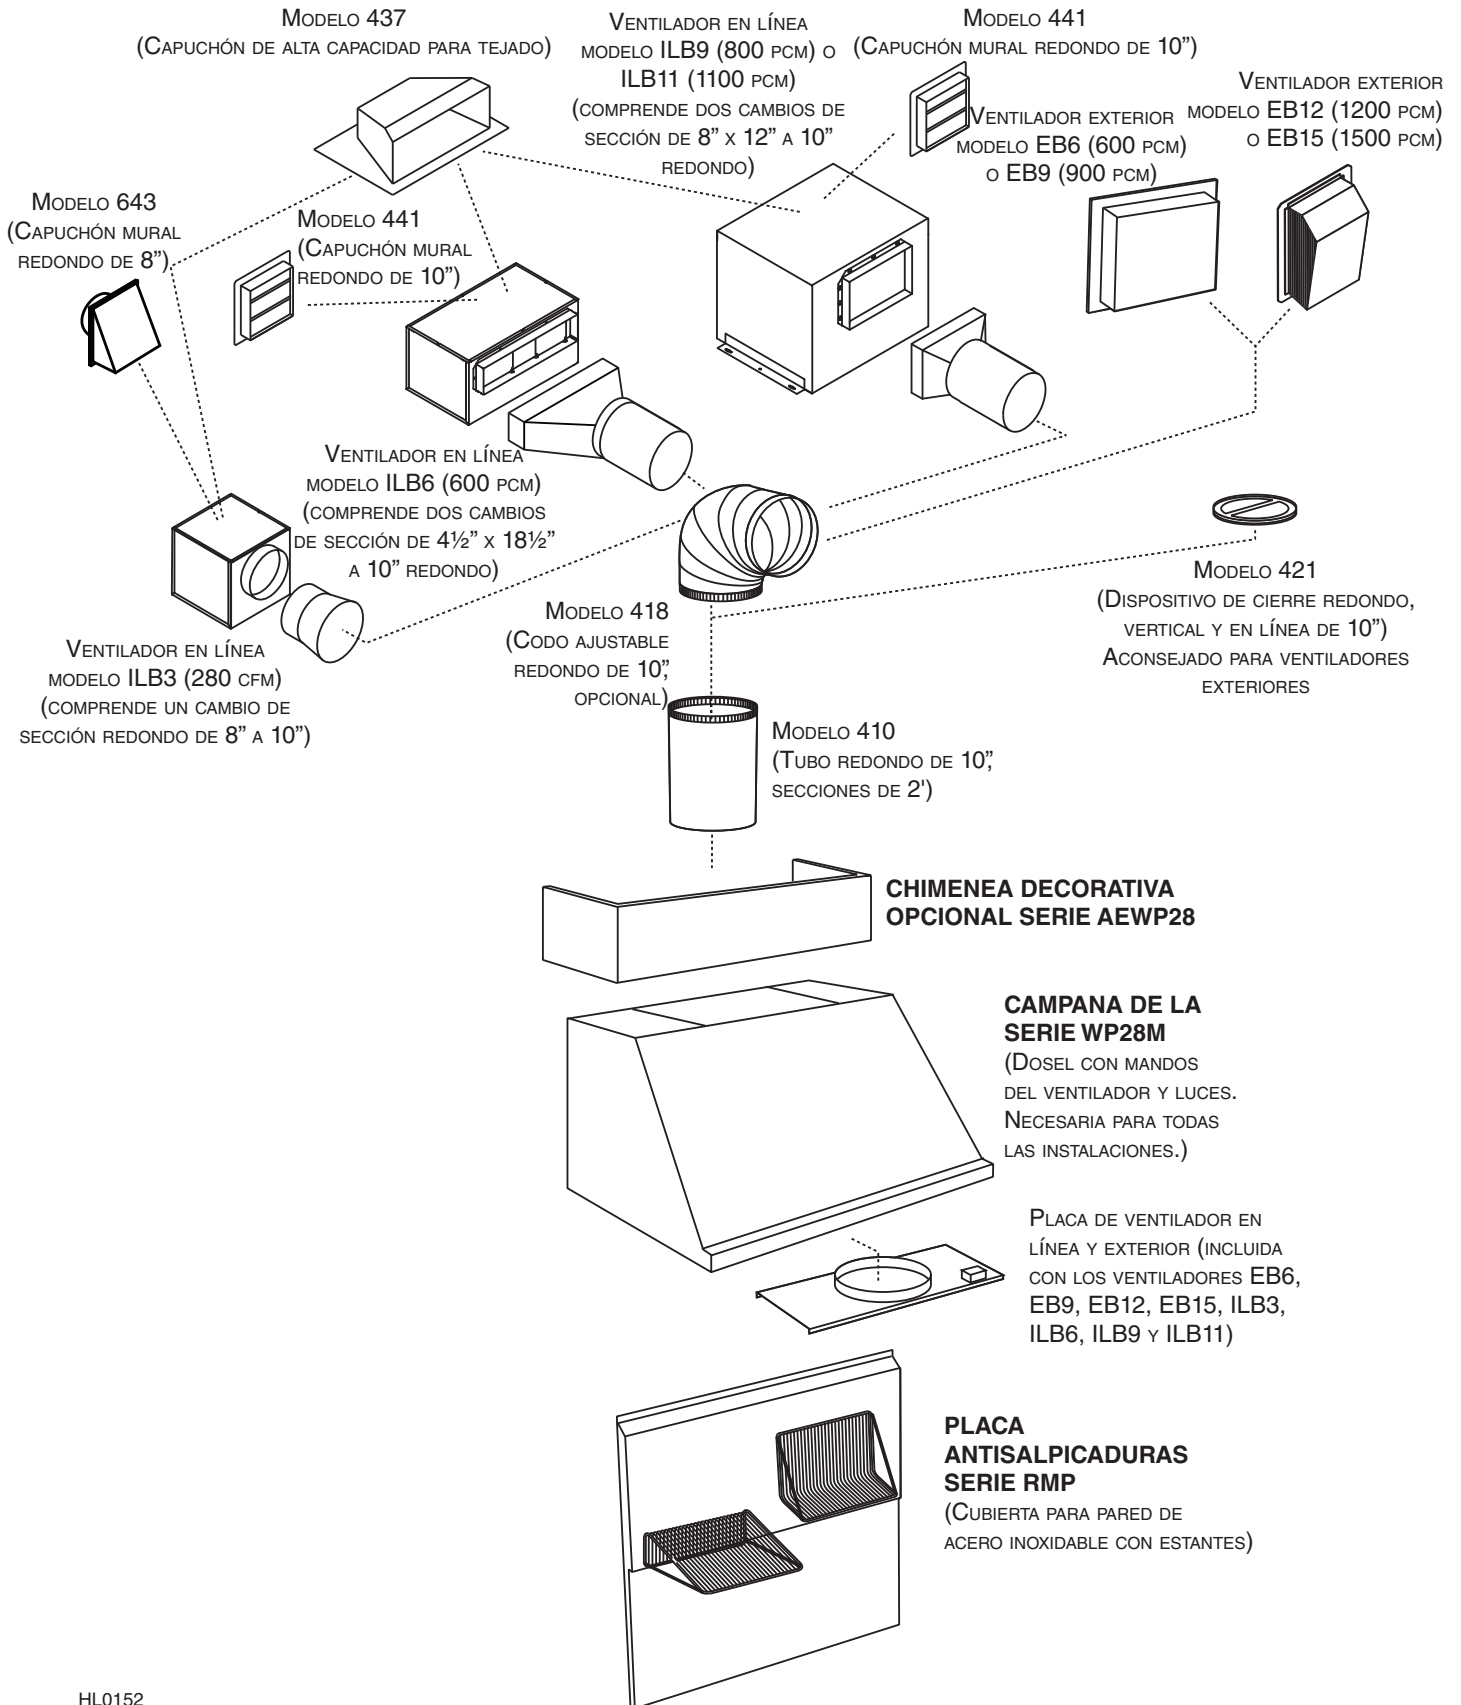 Modelo 437
(Capuchón de alta capacidad para tejado)
Ventilador en línea
modelo ILB9 (800 pcm) o
ILB11 (1100 pcm)
(comprende dos cambios de
sección de 8” x 12” a 10”
redondo)
Modelo 441
(Capuchón mural redondo de 10”)
Ventilador exterior
modelo EB6 (600 pcm)
o EB9 (900 pcm)
Ventilador exterior
modelo EB12 (1200 pcm)
o EB15 (1500 pcm)
Modelo 643
(Capuchón mural
redondo de 8”)
Modelo 441
(Capuchón mural
redondo de 10”)
Ventilador en línea
modelo ILB6 (600 pcm)
(comprende dos cambios
de sección de 4½” x 18½”
a 10” redondo)
Ventilador en línea
modelo ILB3 (280 cfm)
(comprende un cambio de
sección redondo de 8” a 10”)
Modelo 418
(Codo ajustable
redondo de 10”,
opcional)
Modelo 421
(Dispositivo de cierre redondo,
vertical y en línea de 10”)
Aconsejado para ventiladores
exteriores
Modelo 410
(Tubo redondo de 10”,
secciones de 2')
CHIMENEA DECORATIVA
OPCIONAL SERIE AEWP28
CAMPANA DE LA
SERIE WP28M
(Dosel con mandos
del ventilador y luces.
Necesaria para todas
las instalaciones.)
Placa de ventilador en
línea y exterior (incluida
con los ventiladores EB6,
EB9, EB12, EB15, ILB3,
ILB6, ILB9 y ILB11)
PLACA
ANTISALPICADURAS
SERIE RMP
(Cubierta para pared de
acero inoxidable con estantes)
HL0152